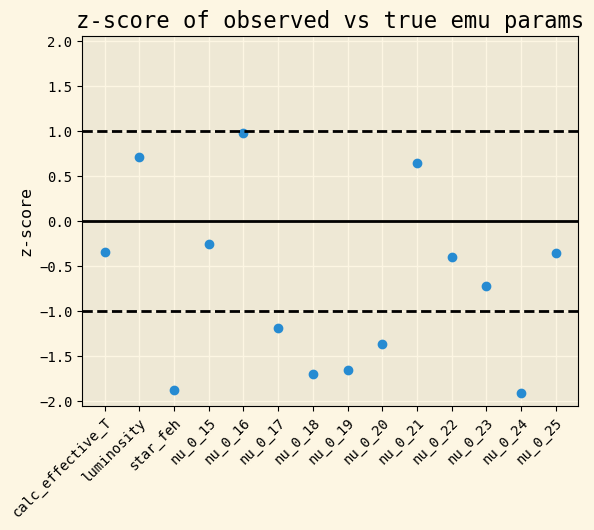 z-score of observed vs true emu params
z-score
2.0
1.5
1.0
0.5
0.0
−0.5
−1.0
−1.5
−2.0
calc_effective_T
luminosity
star_feh
nu_0_15
nu_0_16
nu_0_17
nu_0_18
nu_0_19
nu_0_20
nu_0_21
nu_0_22
nu_0_23
nu_0_24
nu_0_25